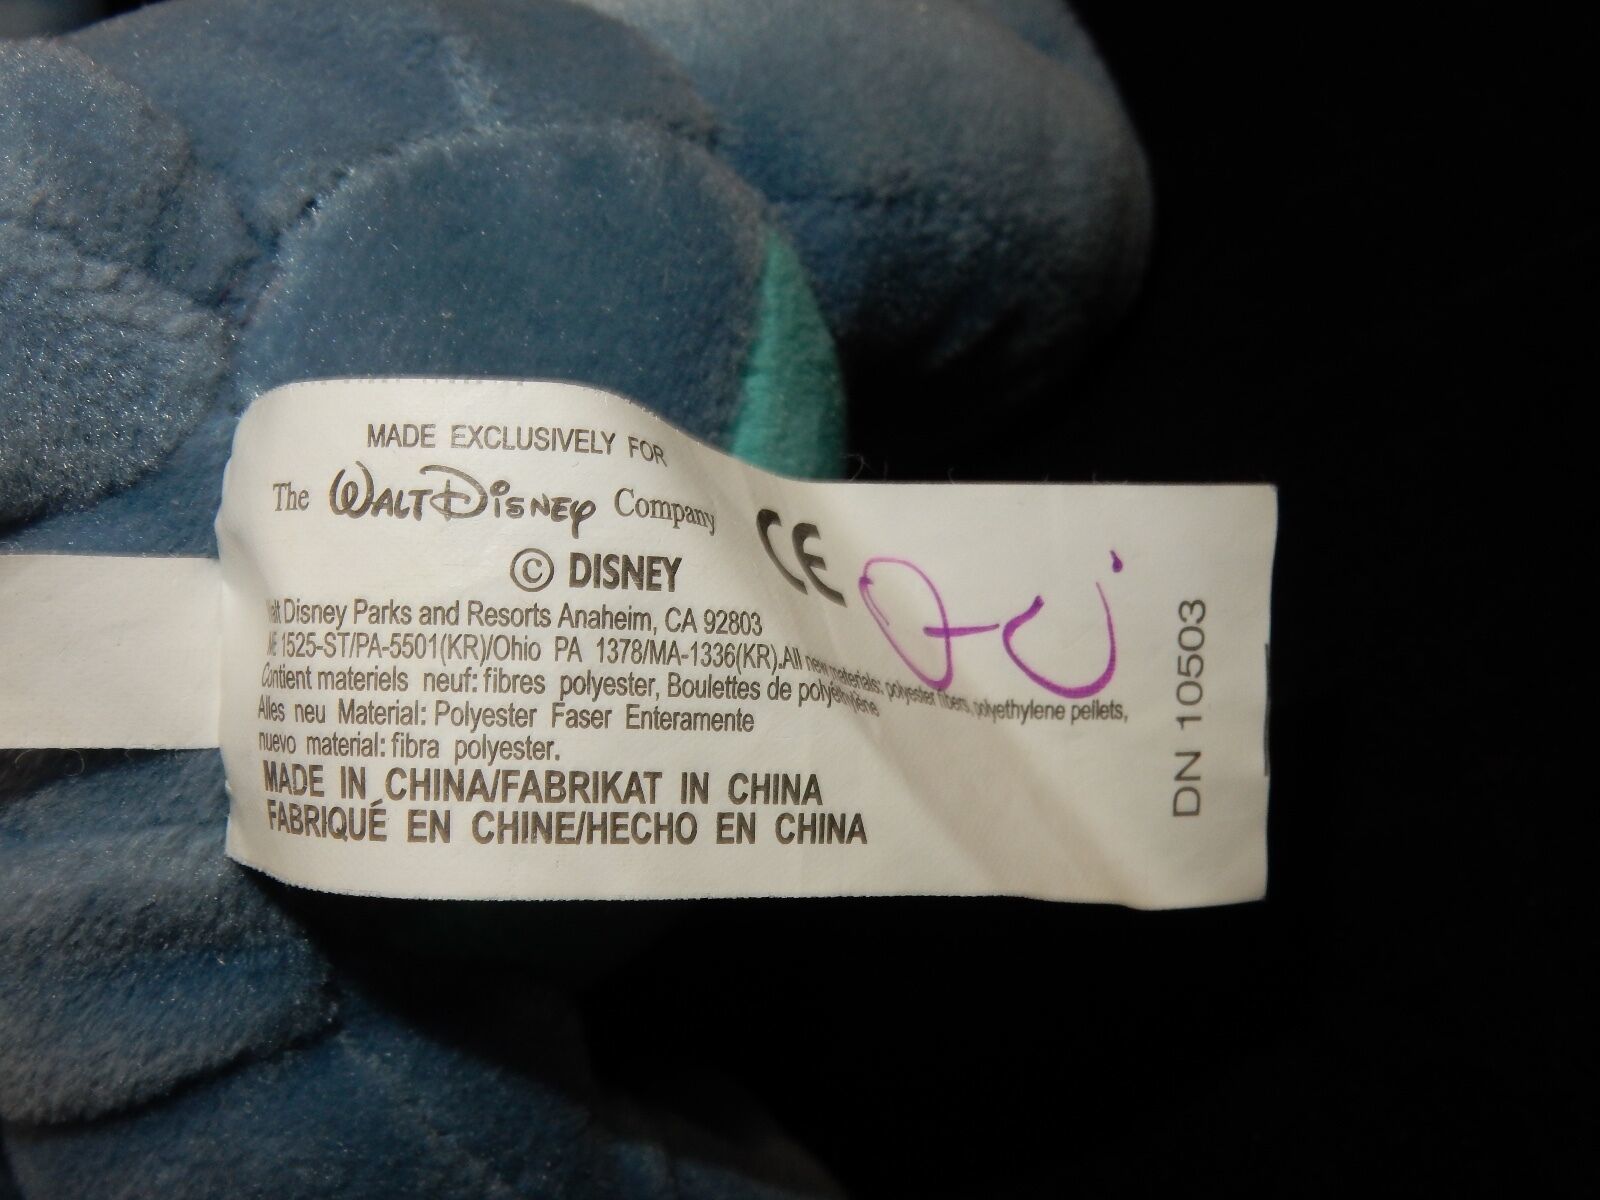 MADE EXCLUSIVELY FOR
The WALT DISNEY Company
CE
© DISNEY
Disney Parks and Resorts Anaheim, CA 92803
1525-ST/PA-5501(KR)/Ohio PA 1378/MA-1336(KR).All new materials: polyester fibers, polyethylene pellets,
Contient materiels neuf: fibres polyester, Boulettes de polyéthylène
Alles neu Material: Polyester Faser Enteramente
nuevo material: fibra polyester.
MADE IN CHINA/FABRIKAT IN CHINA
FABRIQUÉ EN CHINE/HECHO EN CHINA
DN 10503